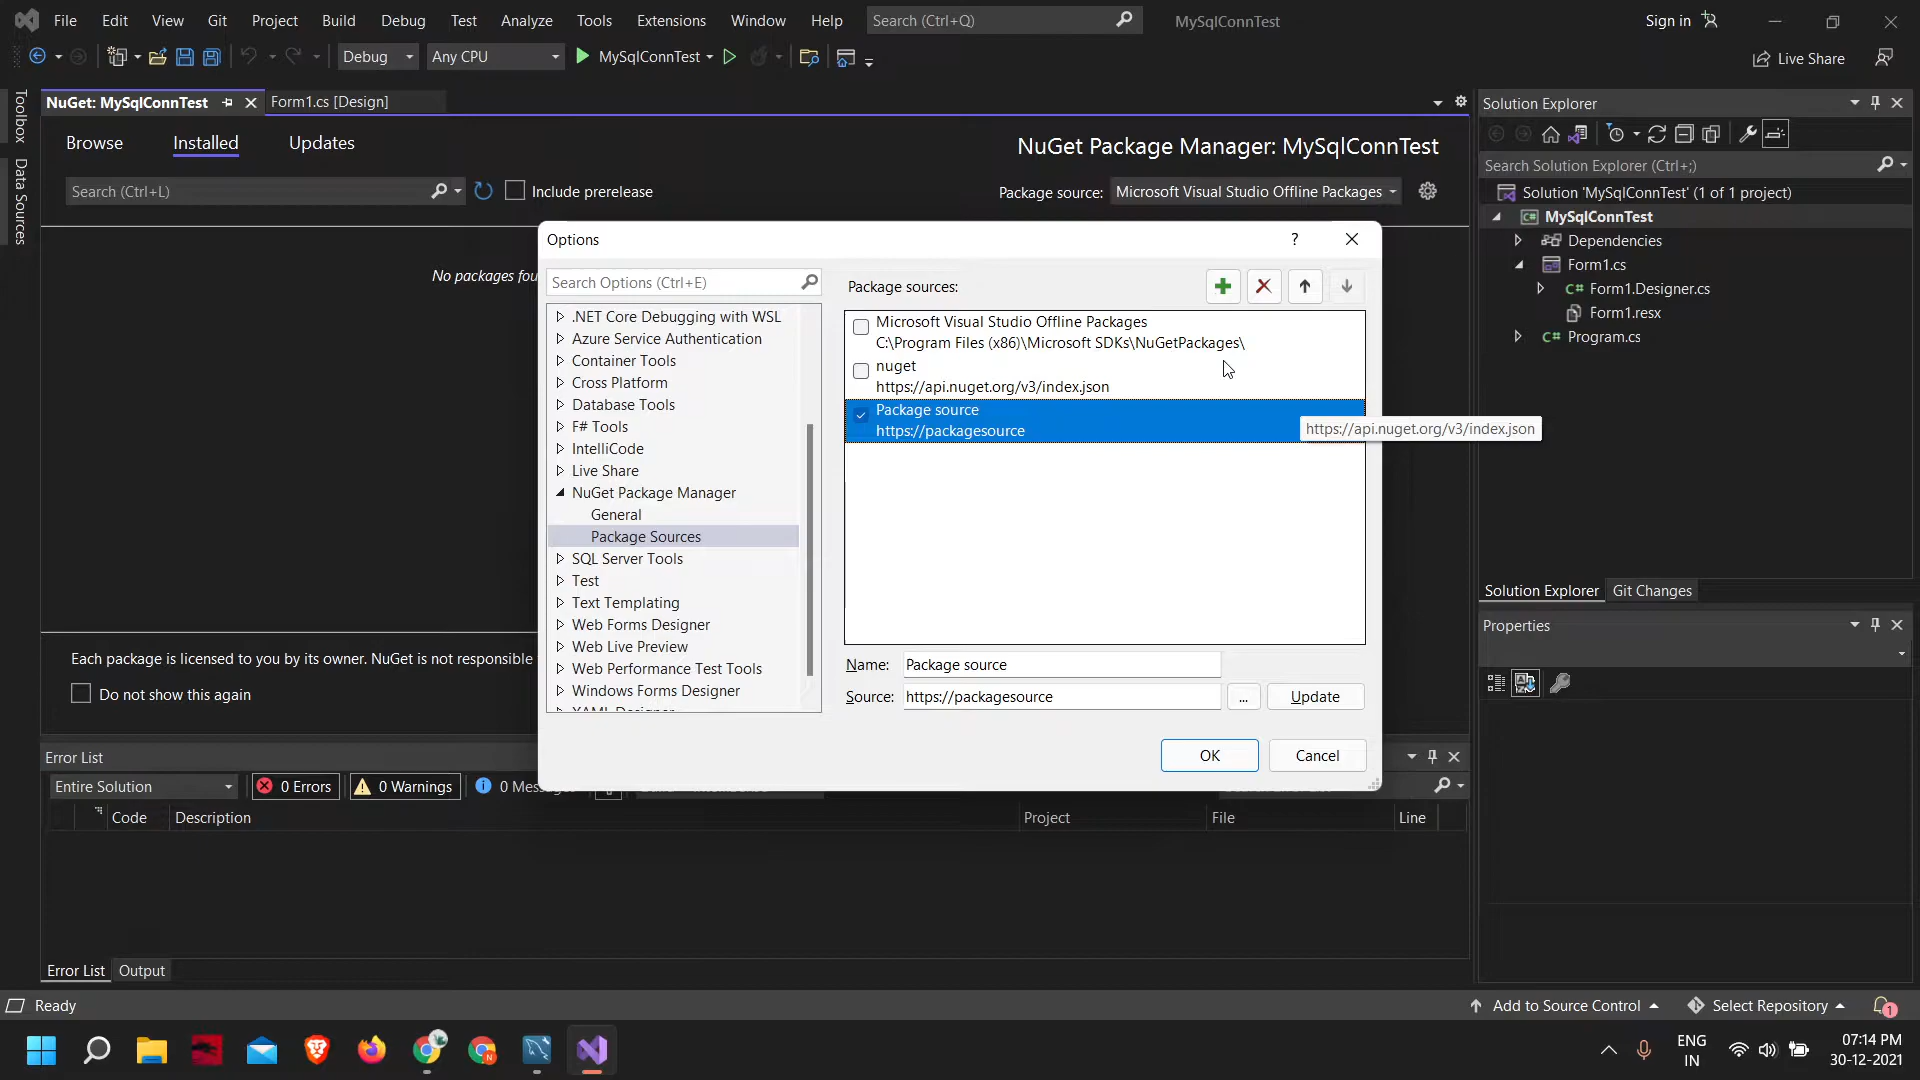 File Edit View Git Project Build Debug Test Analyze Tools Extensions Window Help Search (Ctrl+Q) MySqlConnTest Sign in
Debug Any CPU MySqlConnTest Live Share
Toolbox
Data Sources
NuGet: MySqlConnTest Form1.cs [Design]
Browse Installed Updates NuGet Package Manager: MySqlConnTest
Search (Ctrl+L) Include prerelease Package source: Microsoft Visual Studio Offline Packages
No packages fou
Options ?
Search Options (Ctrl+E)
.NET Core Debugging with WSL
Azure Service Authentication
Container Tools
Cross Platform
Database Tools
F# Tools
IntelliCode
Live Share
NuGet Package Manager
General
Package Sources
SQL Server Tools
Test
Text Templating
Web Forms Designer
Web Live Preview
Web Performance Test Tools
Windows Forms Designer
Package sources:
Microsoft Visual Studio Offline Packages
C:\Program Files (x86)\Microsoft SDKs\NuGetPackages\
nuget
https://api.nuget.org/v3/index.json
Package source
https://packagesource
https://api.nuget.org/v3/index.json
Name: Package source
Source: https://packagesource ... Update
OK Cancel
Each package is licensed to you by its owner. NuGet is not responsible
Do not show this again
Solution Explorer
Search Solution Explorer (Ctrl+;)
Solution 'MySqlConnTest' (1 of 1 project)
C# MySqlConnTest
Dependencies
Form1.cs
C# Form1.Designer.cs
Form1.resx
C# Program.cs
Solution Explorer Git Changes
Properties
Error List
Entire Solution 0 Errors 0 Warnings 0
Code Description Project File Line
Error List Output
Ready Add to Source Control Select Repository 1
ENG
IN
07:14 PM
30-12-2021